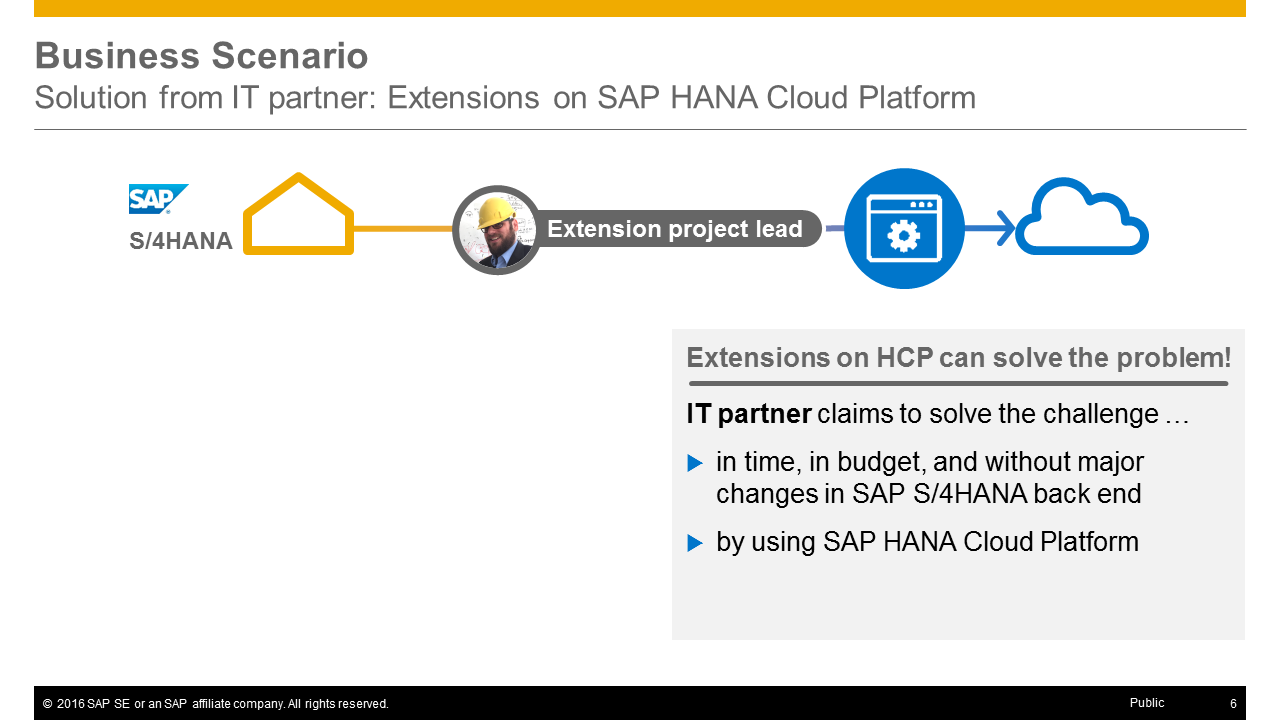 Business Scenario
Solution from IT partner: Extensions on SAP HANA Cloud Platform
SAP®
S/4HANA
Extension project lead
Extensions on HCP can solve the problem!
IT partner claims to solve the challenge …
in time, in budget, and without major
changes in SAP S/4HANA back end
by using SAP HANA Cloud Platform
© 2016 SAP SE or an SAP affiliate company. All rights reserved.
Public
6